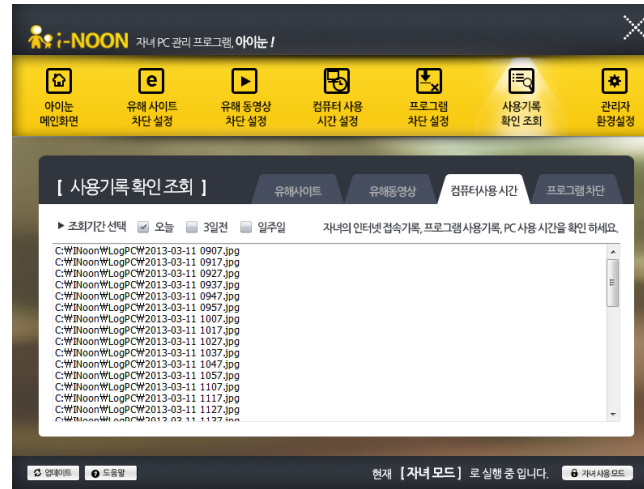 i-NOON 자녀 PC 관리 프로그램, 아이눈 !
아이눈 메인화면
유해 사이트 차단 설정
유해 동영상 차단 설정
컴퓨터 사용 시간 설정
프로그램 차단 설정
사용기록 확인 조회
관리자 환경설정
[ 사용기록 확인 조회 ]
유해사이트
유해동영상
컴퓨터사용 시간
프로그램 차단
▶ 조회기간 선택 오늘 3일전 일주일
자녀의 인터넷 접속기록, 프로그램 사용기록, PC 사용 시간을 확인 하세요.
C:₩INoon₩LogPC₩2013-03-11 0907.jpg
C:₩INoon₩LogPC₩2013-03-11 0917.jpg
C:₩INoon₩LogPC₩2013-03-11 0927.jpg
C:₩INoon₩LogPC₩2013-03-11 0937.jpg
C:₩INoon₩LogPC₩2013-03-11 0947.jpg
C:₩INoon₩LogPC₩2013-03-11 0957.jpg
C:₩INoon₩LogPC₩2013-03-11 1007.jpg
C:₩INoon₩LogPC₩2013-03-11 1017.jpg
C:₩INoon₩LogPC₩2013-03-11 1027.jpg
C:₩INoon₩LogPC₩2013-03-11 1037.jpg
C:₩INoon₩LogPC₩2013-03-11 1047.jpg
C:₩INoon₩LogPC₩2013-03-11 1057.jpg
C:₩INoon₩LogPC₩2013-03-11 1107.jpg
C:₩INoon₩LogPC₩2013-03-11 1117.jpg
C:₩INoon₩LogPC₩2013-03-11 1127.jpg
C:₩INoon₩LogPC₩2013-03-11 1137.jpg
업데이트
도움말
현재 [ 자녀 모드 ] 로 실행 중 입니다.
자녀사용모드